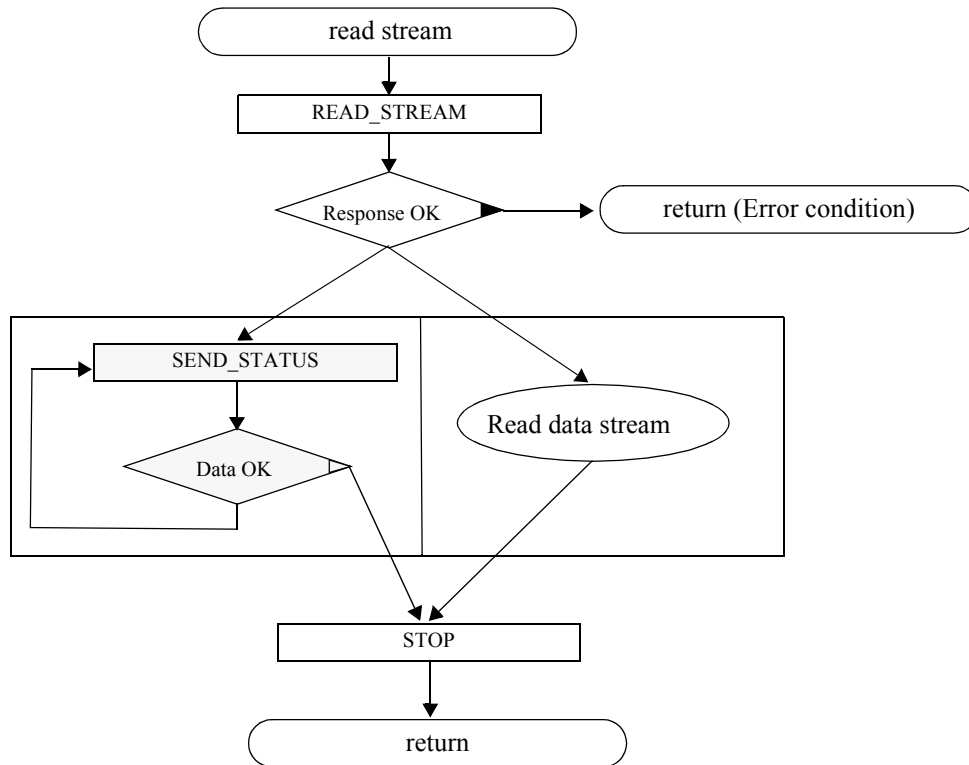 read stream
READ_STREAM
Response OK
return (Error condition)
SEND_STATUS
Read data stream
Data OK
STOP
return